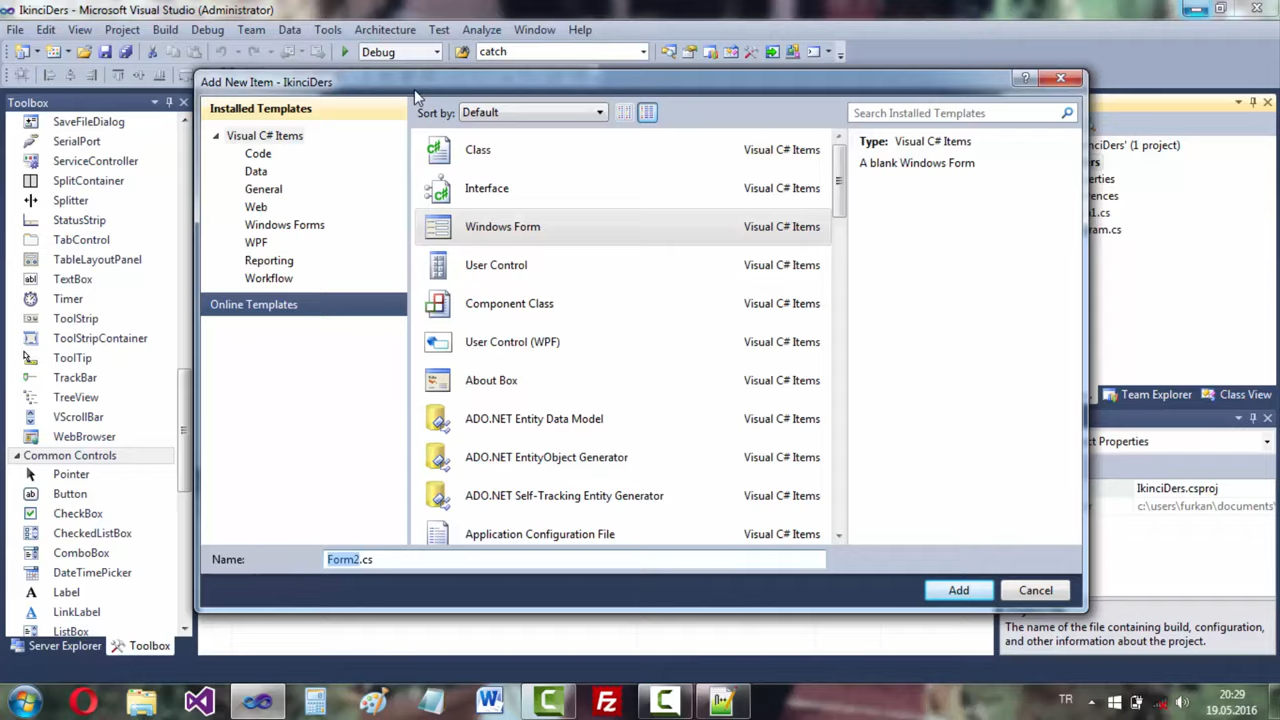 IkinciDers - Microsoft Visual Studio (Administrator)
File Edit View Project Build Debug Team Data Tools Architecture Test Analyze Window Help
Debug catch
Toolbox
SaveFileDialog
SerialPort
ServiceController
SplitContainer
Splitter
StatusStrip
TabControl
TableLayoutPanel
TextBox
Timer
ToolStrip
ToolStripContainer
ToolTip
TrackBar
TreeView
VScrollBar
WebBrowser
Common Controls
Pointer
Button
CheckBox
CheckedListBox
ComboBox
DateTimePicker
Label
LinkLabel
ListBox
Server Explorer Toolbox
Add New Item - IkinciDers
Installed Templates
Visual C# Items
Code
Data
General
Web
Windows Forms
WPF
Reporting
Workflow
Online Templates
Sort by: Default
Search Installed Templates
Class Visual C# Items
Interface Visual C# Items
Windows Form Visual C# Items
User Control Visual C# Items
Component Class Visual C# Items
User Control (WPF) Visual C# Items
About Box Visual C# Items
ADO.NET Entity Data Model Visual C# Items
ADO.NET EntityObject Generator Visual C# Items
ADO.NET Self-Tracking Entity Generator Visual C# Items
Application Configuration File Visual C# Items
Type: Visual C# Items
A blank Windows Form
Name: Form2.cs
Add Cancel
(1 project)
Team Explorer Class View
Properties
IkinciDers.csproj
c:\users\furkan\documents\
The name of the file containing build, configuration,
and other information about the project.
TR
20:29
19.05.2016